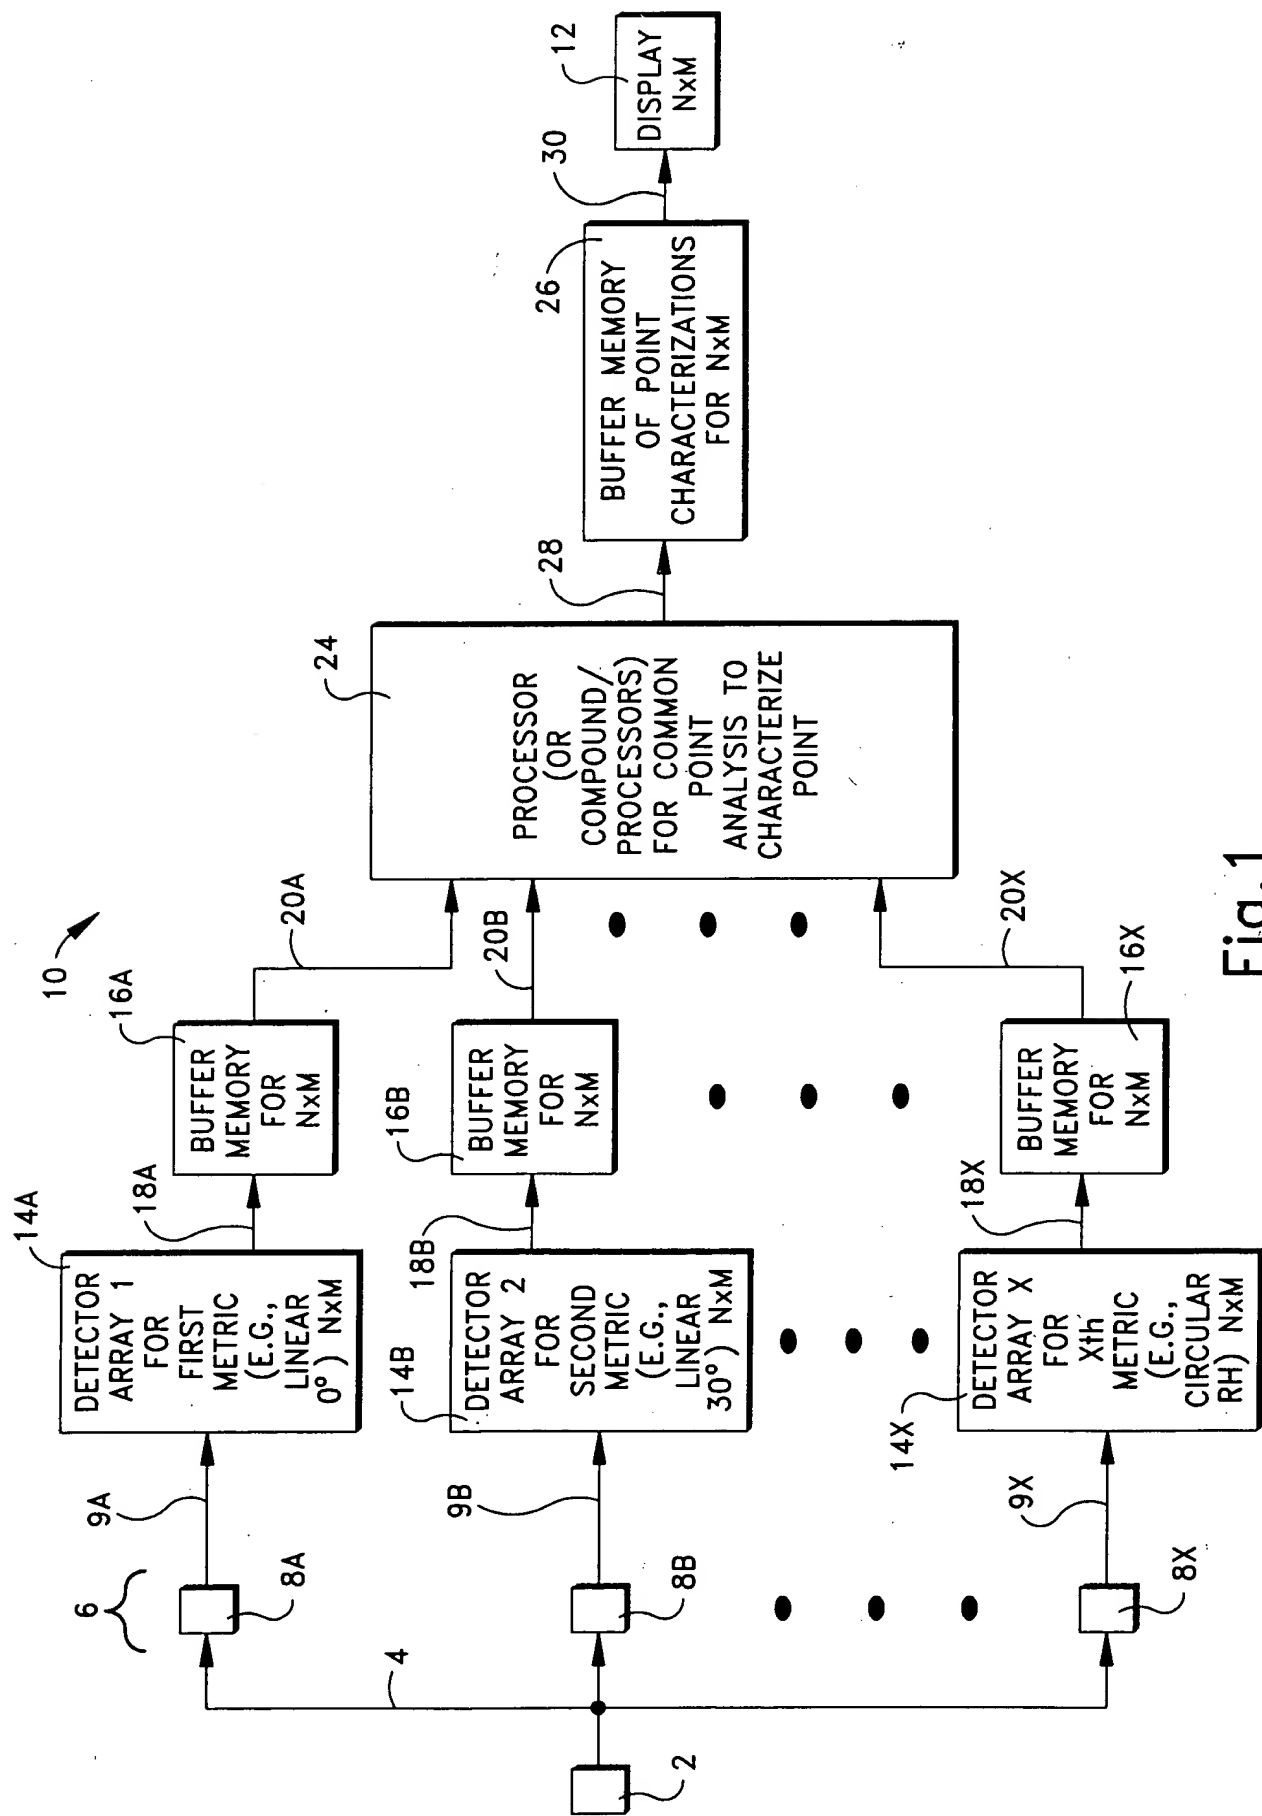 10
6
8A
9A
14A
DETECTOR
ARRAY 1
FOR
FIRST
METRIC
(E.G.,
LINEAR
0°) NxM
18A
16A
BUFFER
MEMORY
FOR
NxM
20A
2
4
8B
9B
14B
DETECTOR
ARRAY 2
FOR
SECOND
METRIC
(E.G.,
LINEAR
30°) NxM
18B
16B
BUFFER
MEMORY
FOR
NxM
20B
8X
9X
14X
DETECTOR
ARRAY X
FOR
Xth
METRIC
(E.G.,
CIRCULAR
RH) NxM
18X
BUFFER
MEMORY
FOR
NxM
16X
20X
24
PROCESSOR
(OR
COMPOUND/
PROCESSORS)
FOR COMMON
POINT
ANALYSIS TO
CHARACTERIZE
POINT
28
26
BUFFER MEMORY
OF POINT
CHARACTERIZATIONS
FOR NxM
30
12
DISPLAY
NxM
Fig.1